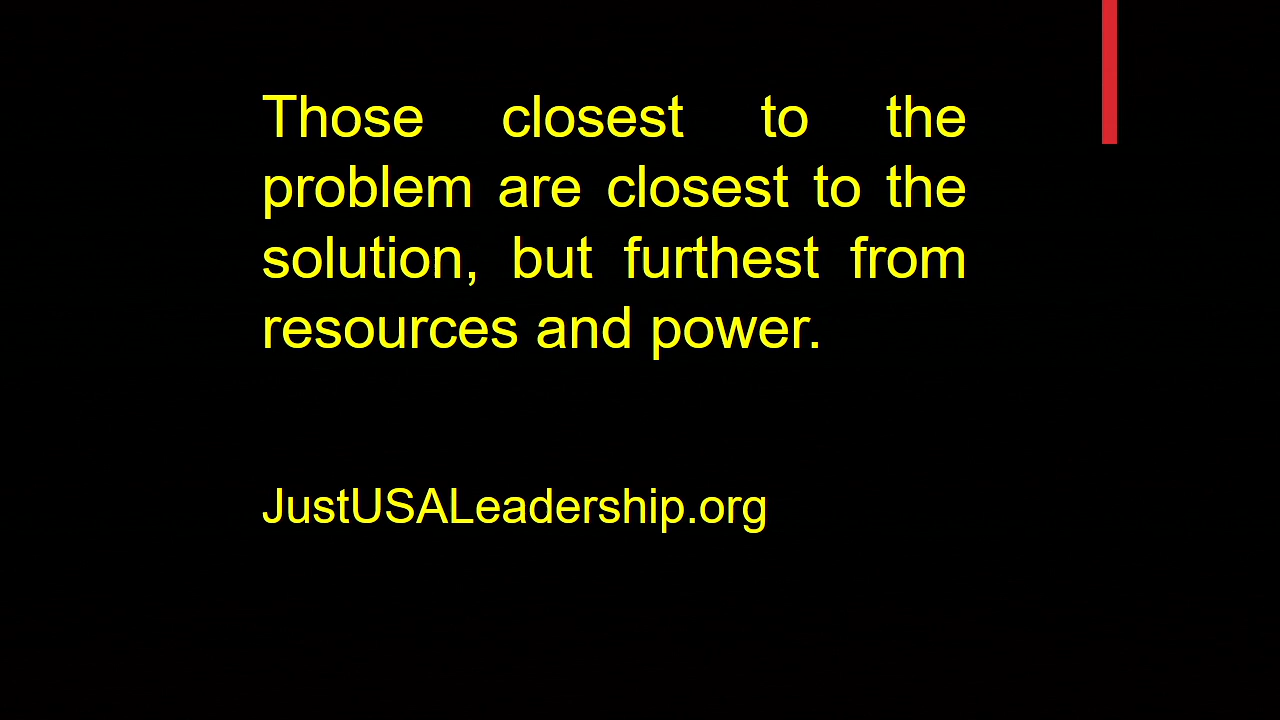 Those closest to the
problem are closest to the
solution, but furthest from
resources and power.
JustUSALeadership.org